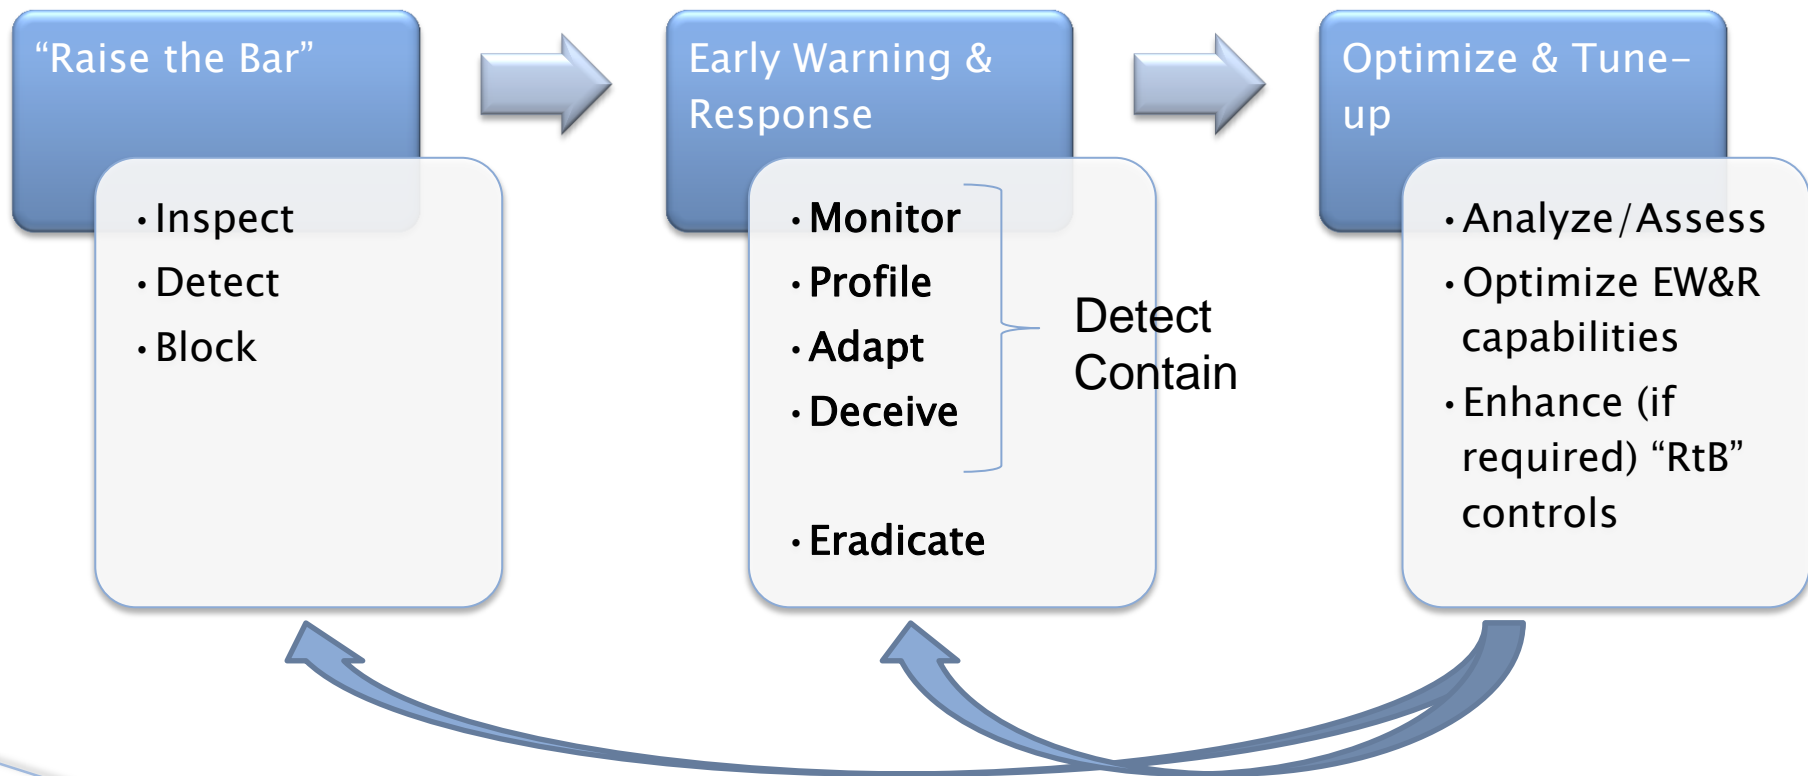 “Raise the Bar”
• Inspect
• Detect
• Block
Early Warning &
Response
• Monitor
• Profile
• Adapt
• Deceive
• Eradicate
Detect
Contain
Optimize & Tune-
up
• Analyze/Assess
• Optimize EW&R
capabilities
• Enhance (if
required) “RtB”
controls